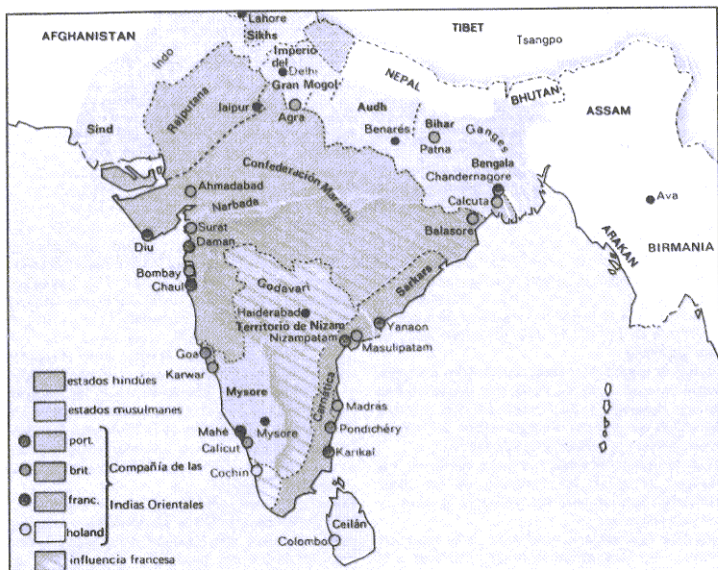 Lahore
AFGHANISTAN
Sikhs
TIBET
Tsangpo
Indo
Imperio
del
Delhi
Gran Mogol
NEPAL
BHUTAN
ASSAM
Rajputana
Jaipur
Agra
Audh
Bihar
Ganges
Sind
Benarés
Patna
Bengala
Chandernagore
Confederación Maratha
Ahmadabad
Narbada
Calcuta
Ava
Surat
Balasore
Diu
Daman
ARAKAN
BIRMANIA
Bombay
Chaul
Godavari
Sarkars
Haiderabad
Territorio de Nizam
Yanaon
Nizampatam
Masulipatam
Goa
Karwar
estados hindúes
Mysore
Carnática
estados musulmanes
Madrás
port.
Mahé
Mysore
Pondichéry
brit.
Compañía de las
Calicut
Karikal
franc.
Indias Orientales
Cochin
holand
Ceilán
Colombo
influencia francesa